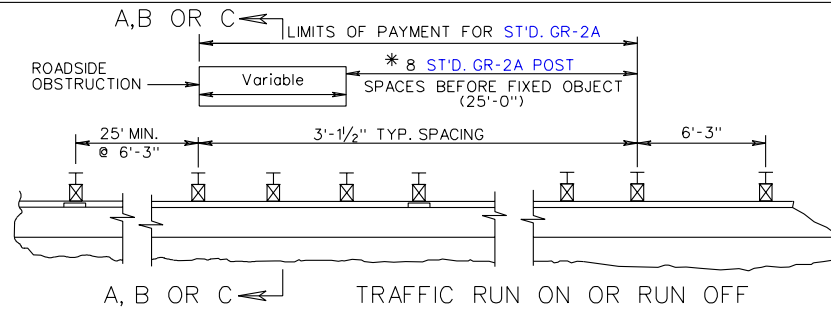 A,B OR C
LIMITS OF PAYMENT FOR ST'D. GR-2A
* 8 ST'D. GR-2A POST
SPACES BEFORE FIXED OBJECT
(25'-0")
ROADSIDE
OBSTRUCTION
Variable
25' MIN.
@ 6'-3"
3'-1½" TYP. SPACING
6'-3"
A, B OR C
TRAFFIC RUN ON OR RUN OFF